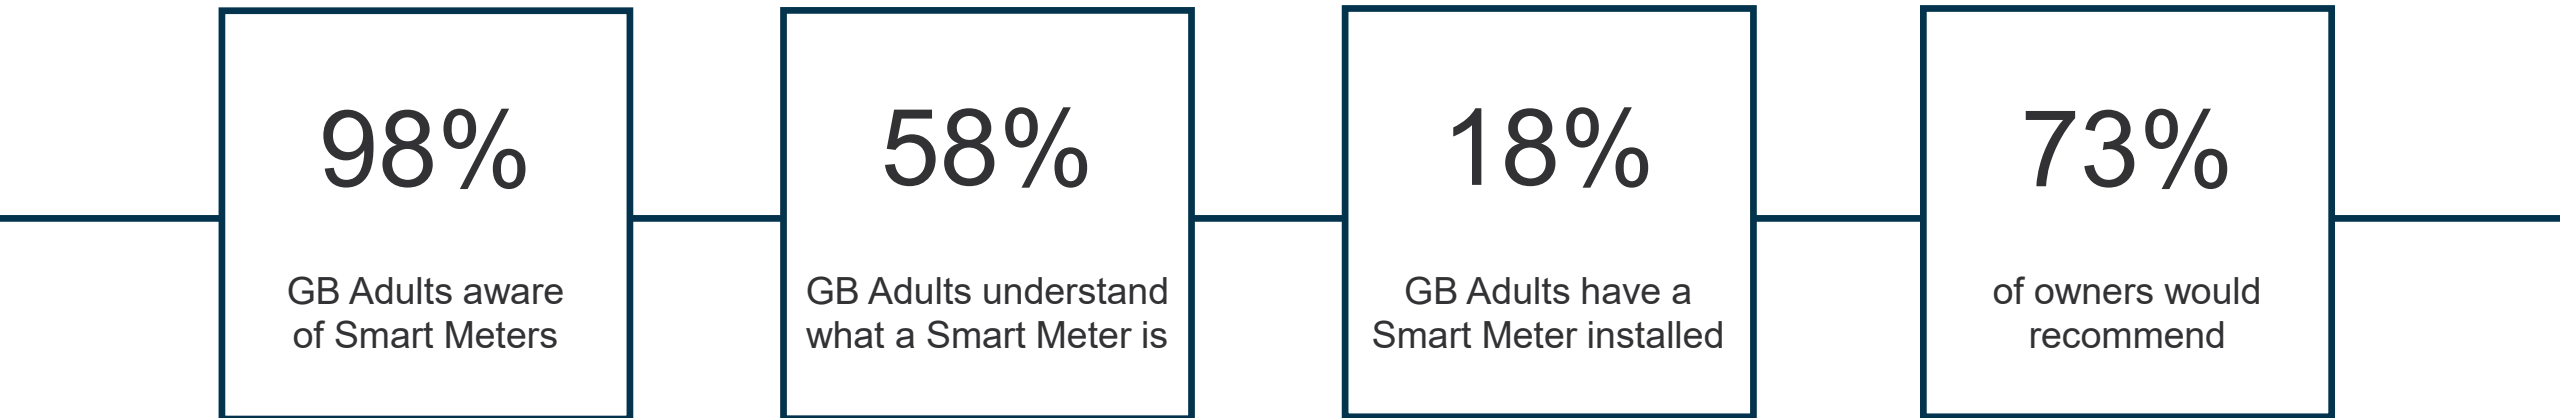 98%
GB Adults aware
of Smart Meters
58%
GB Adults understand
what a Smart Meter is
18%
GB Adults have a
Smart Meter installed
73%
of owners would
recommend